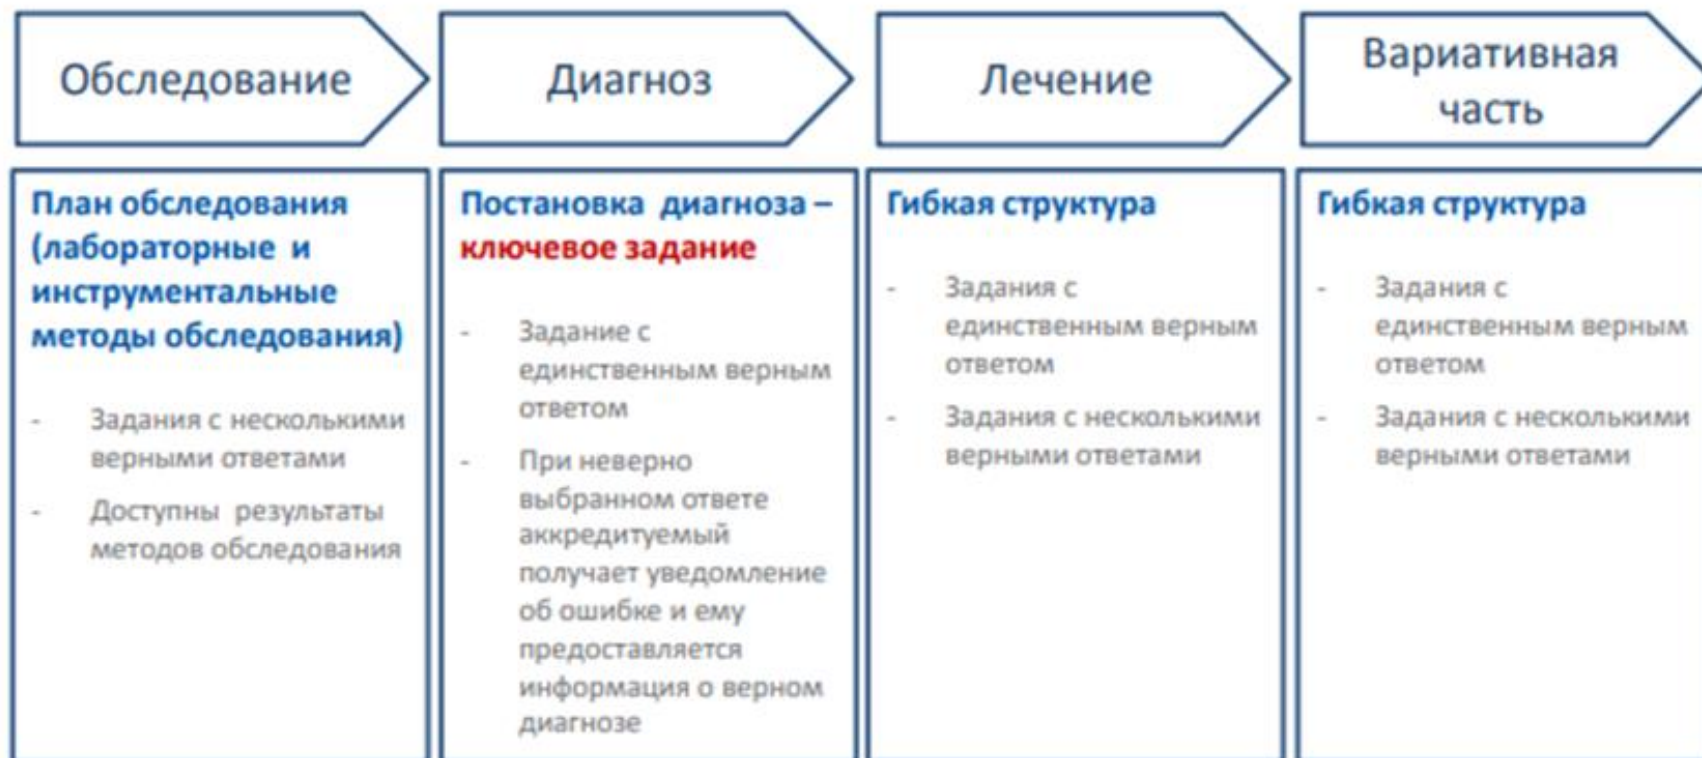 Обследование
Диагноз
Лечение
Вариативная
часть
План обследования
(лабораторные и
инструментальные
методы обследования)
- Задания с несколькими
верными ответами
- Доступны результаты
методов обследования
Постановка диагноза –
ключевое задание
- Задание с
единственным верным
ответом
- При неверно
выбранном ответе
аккредитуемый
получает уведомление
об ошибке и ему
предоставляется
информация о верном
диагнозе
Гибкая структура
- Задания с
единственным верным
ответом
- Задания с несколькими
верными ответами
Гибкая структура
- Задания с
единственным верным
ответом
- Задания с несколькими
верными ответами